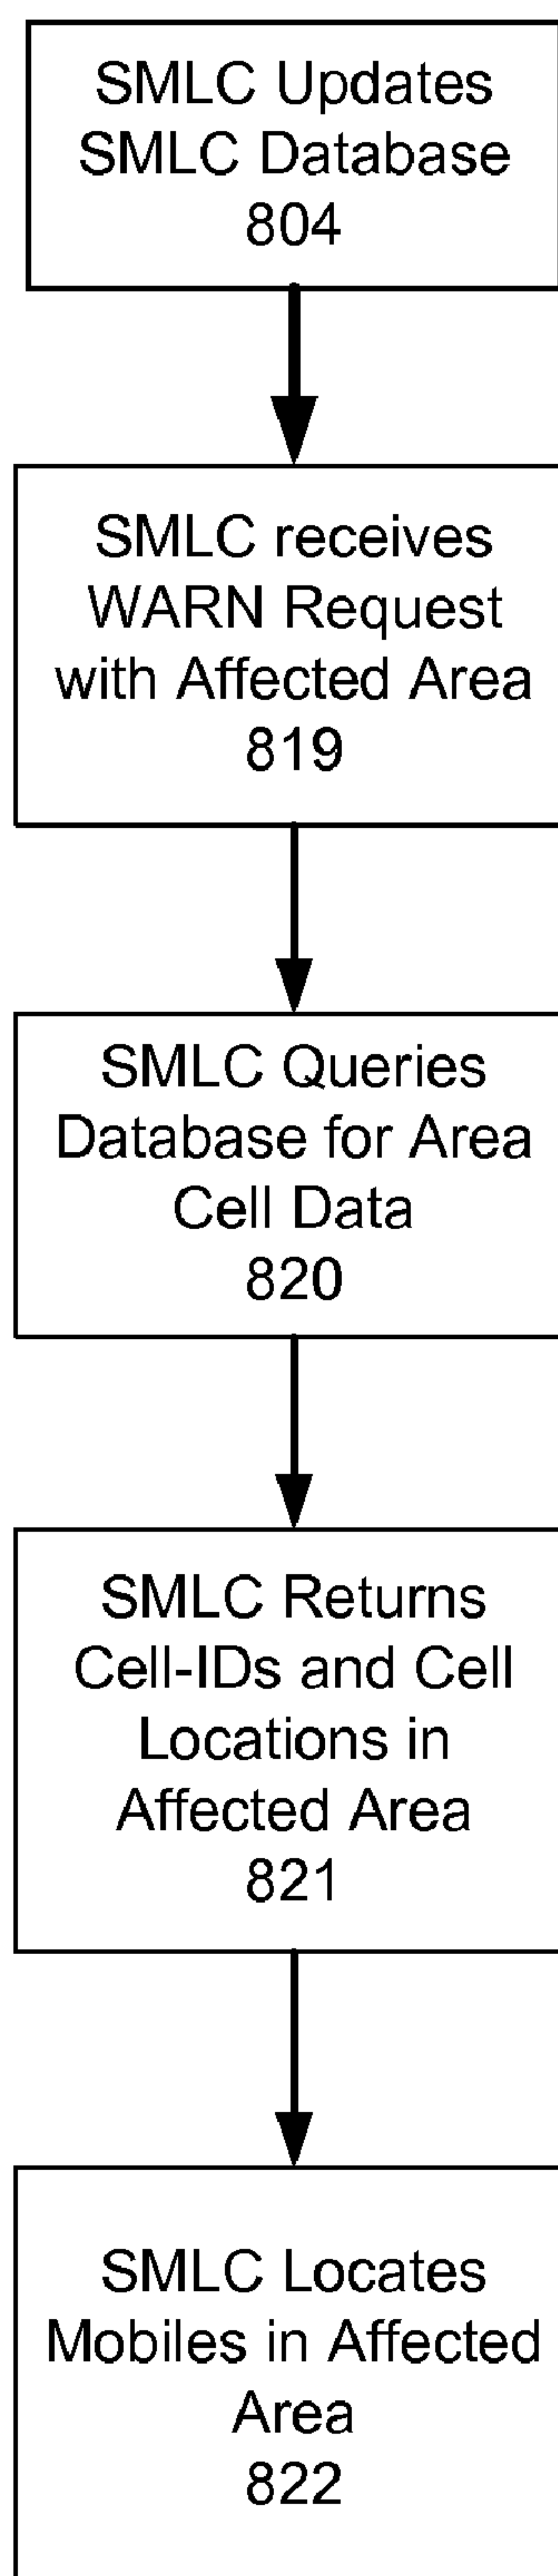 SMLC Updates
SMLC Database
804
SMLC receives
WARN Request
with Affected Area
819
SMLC Queries
Database for Area
Cell Data
820
SMLC Returns
Cell-IDs and Cell
Locations in
Affected Area
821
SMLC Locates
Mobiles in Affected
Area
822